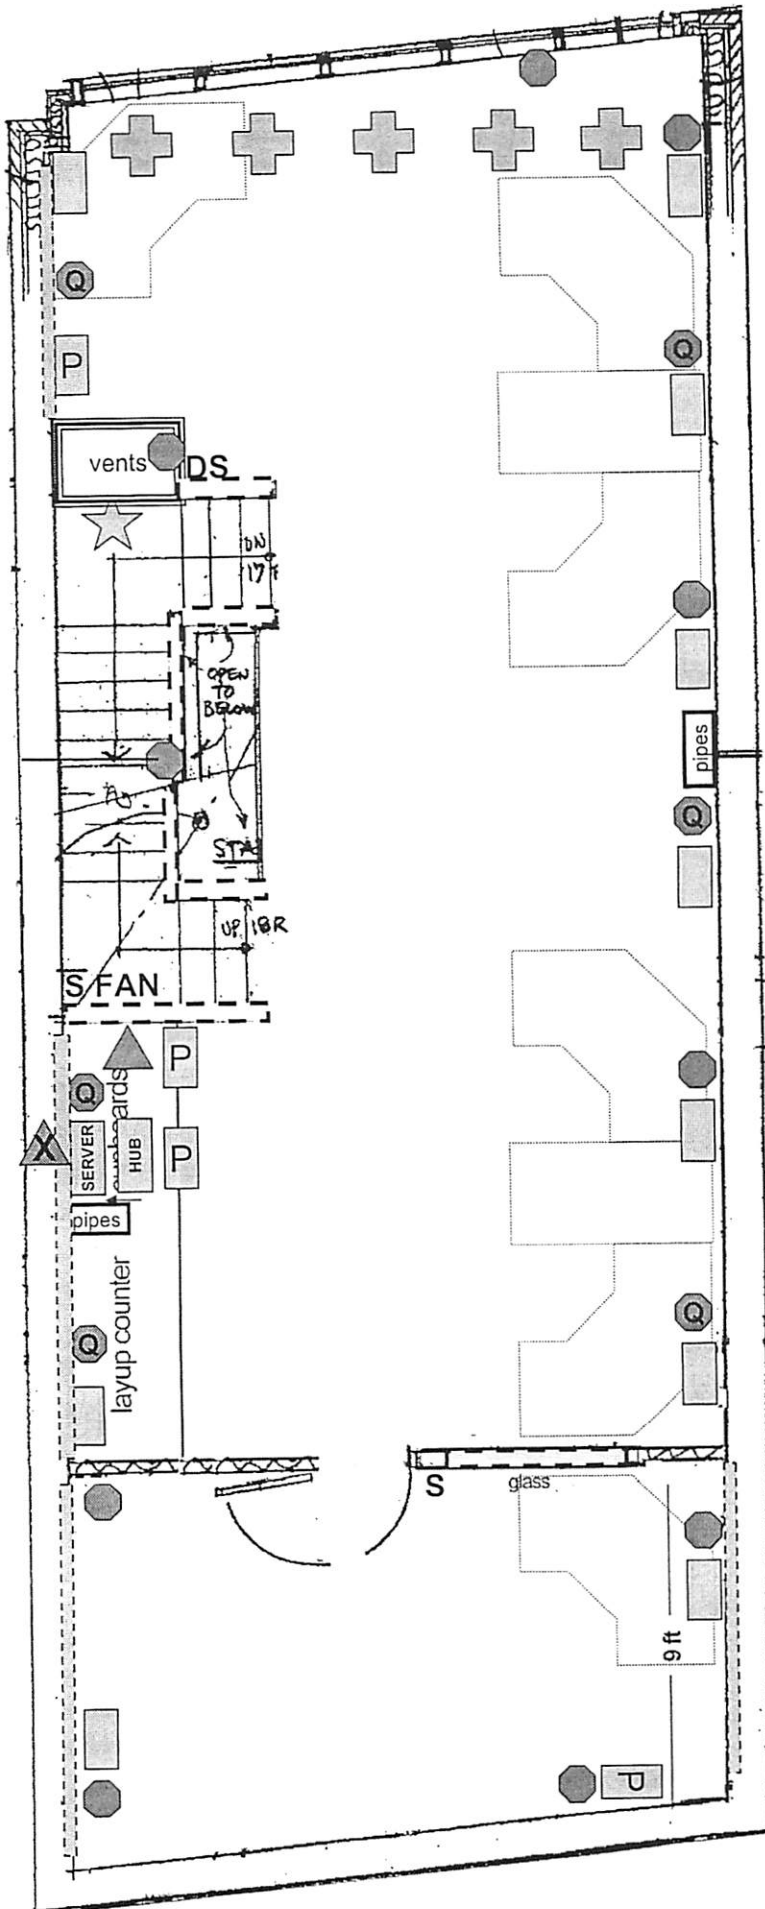 Q
P
Q
vents
DS
DN
17 R
OPEN
TO
BELOW
pipes
Q
UP 18R
S FAN
P
Q
cupboards
X
SERVER
HUB
P
pipes
Q
layup counter
Q
S
glass
9 ft
P